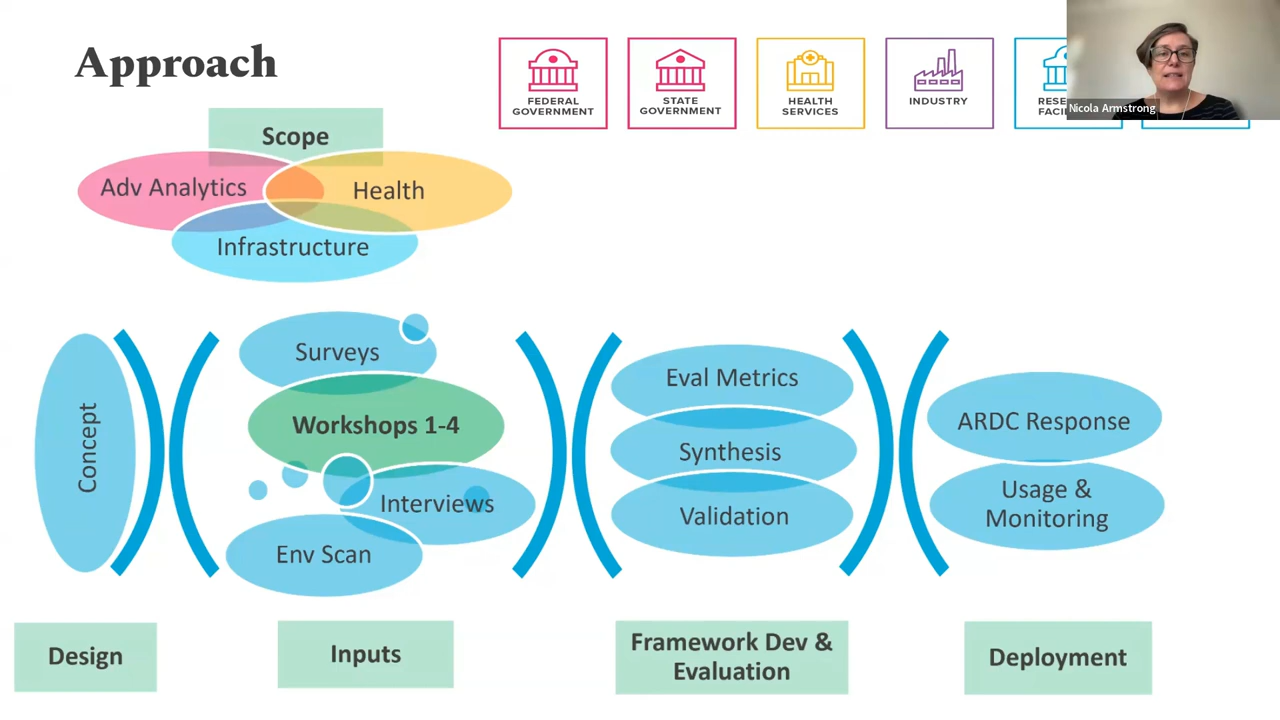 Approach
FEDERAL
GOVERNMENT
STATE
GOVERNMENT
HEALTH
SERVICES
INDUSTRY
Nicola Armstrong
Scope
Adv Analytics
Health
Infrastructure
Concept
Surveys
Workshops 1-4
Interviews
Env Scan
Eval Metrics
Synthesis
Validation
ARDC Response
Usage &
Monitoring
Design
Inputs
Framework Dev &
Evaluation
Deployment